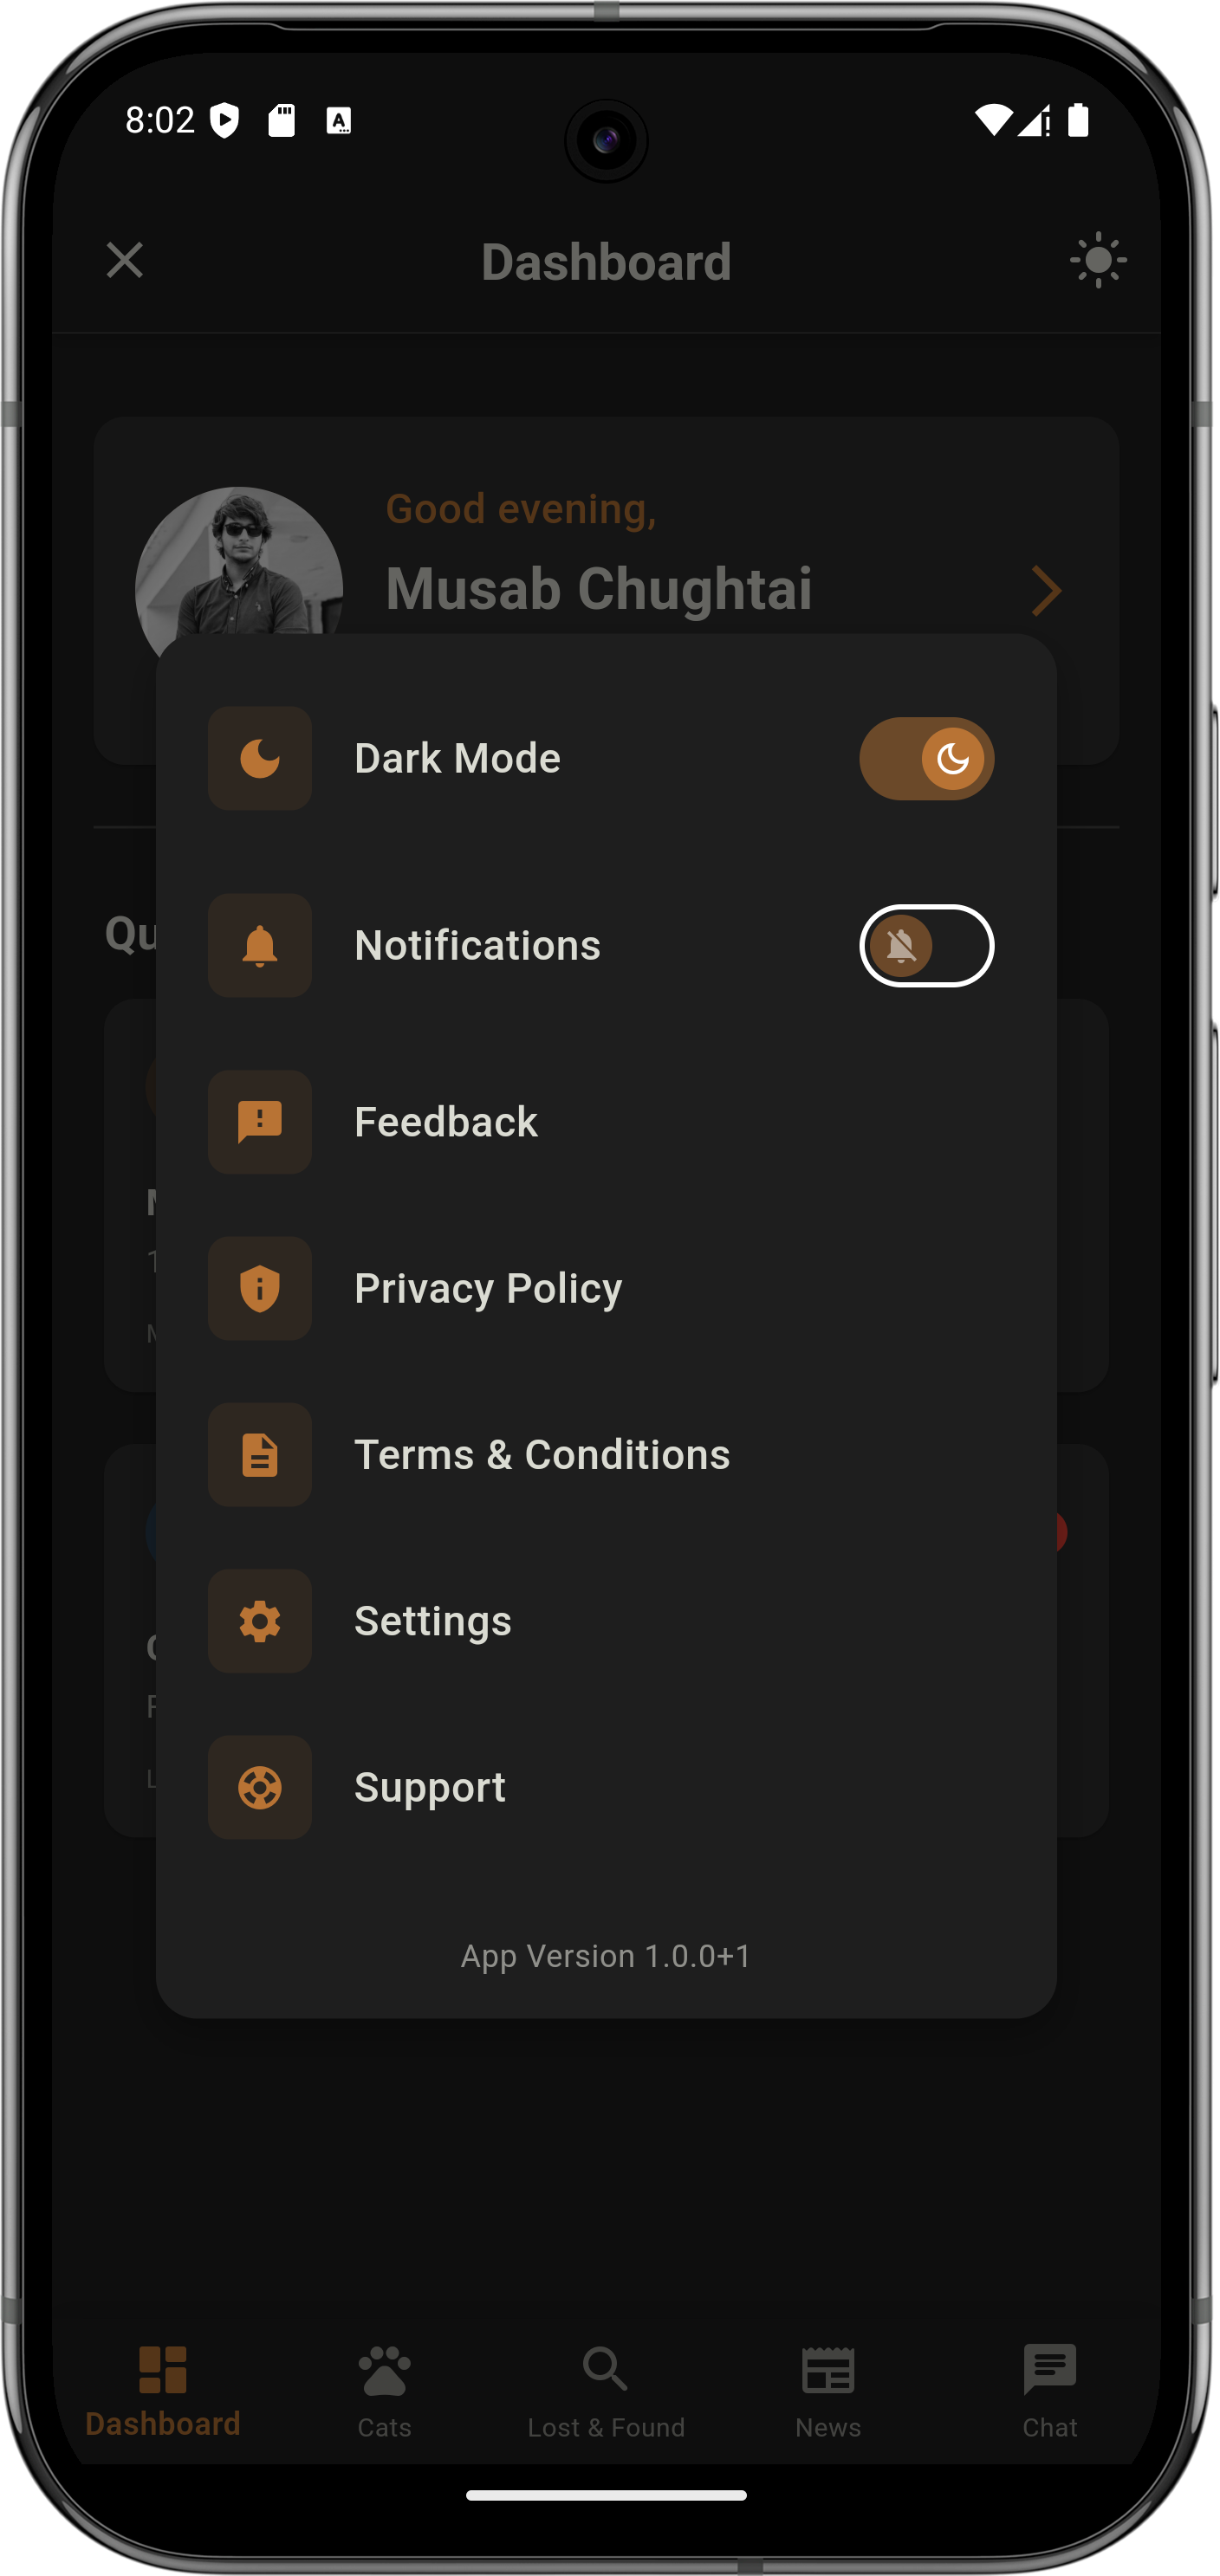 8:02
Dashboard
Good evening,
Musab Chughtai
Dark Mode
Notifications
Feedback
Privacy Policy
Terms & Conditions
Settings
Support
App Version 1.0.0+1
Dashboard
Cats
Lost & Found
News
Chat